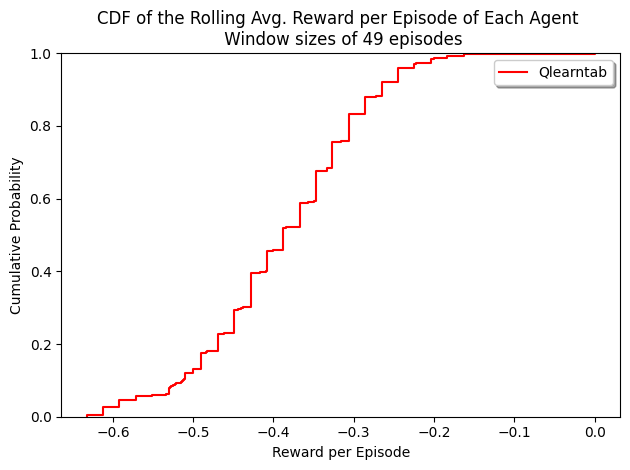 CDF of the Rolling Avg. Reward per Episode of Each Agent
Window sizes of 49 episodes
Qlearntab
Cumulative Probability
1.0
0.8
0.6
0.4
0.2
0.0
−0.6 −0.5 −0.4 −0.3 −0.2 −0.1 0.0
Reward per Episode